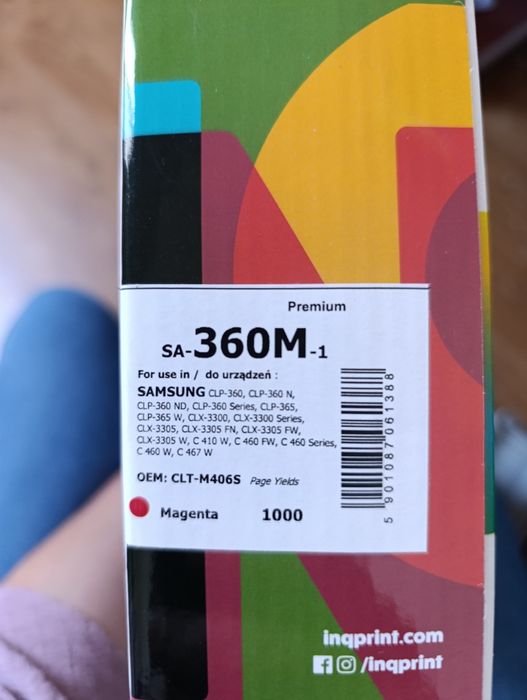 Premium
SA-360M-1
For use in / do urządzeń :
SAMSUNG CLP-360, CLP-360 N,
CLP-360 ND, CLP-360 Series, CLP-365,
CLP-365 W, CLX-3300, CLX-3300 Series,
CLX-3305, CLX-3305 FN, CLX-3305 FW,
CLX-3305 W, C 410 W, C 460 FW, C 460 Series,
C 460 W, C 467 W
OEM: CLT-M406S Page Yields
Magenta 1000
5 901087 061388
inqprint.com
/inqprint